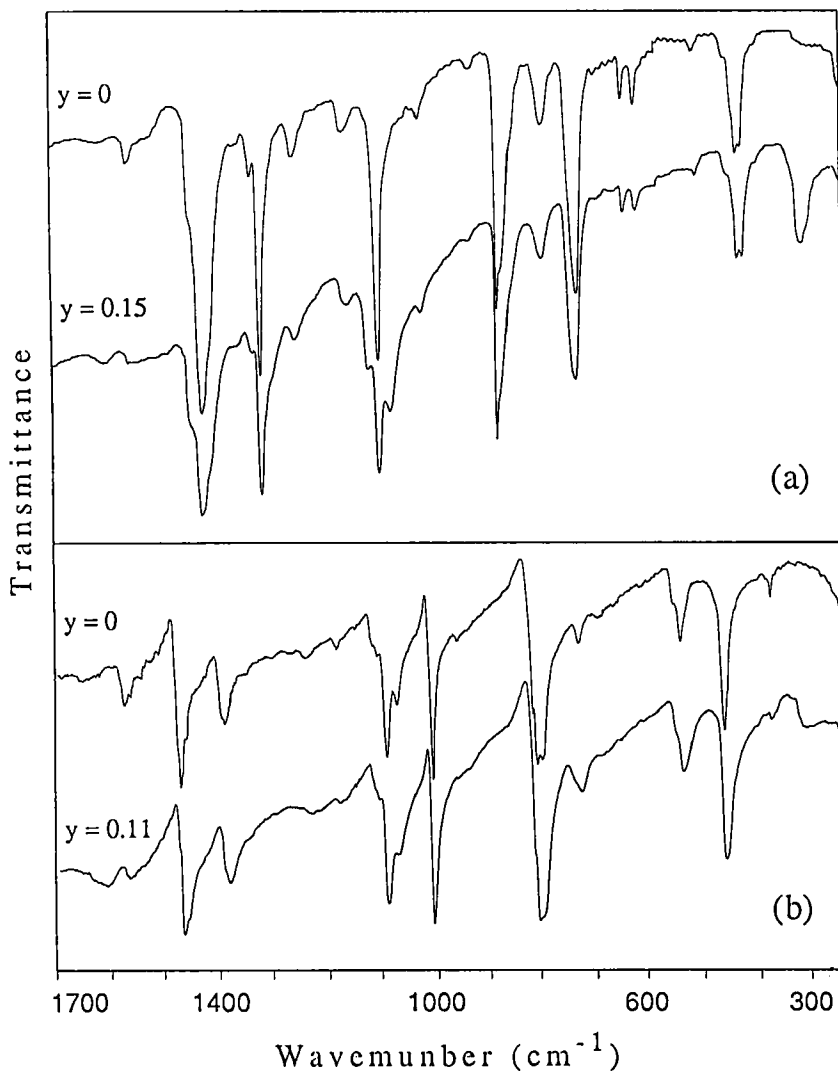 y = 0
y = 0.15
(a)
y = 0
y = 0.11
(b)
Transmittance
1700 1400 1000 600 300
Wavemunber (cm⁻¹)